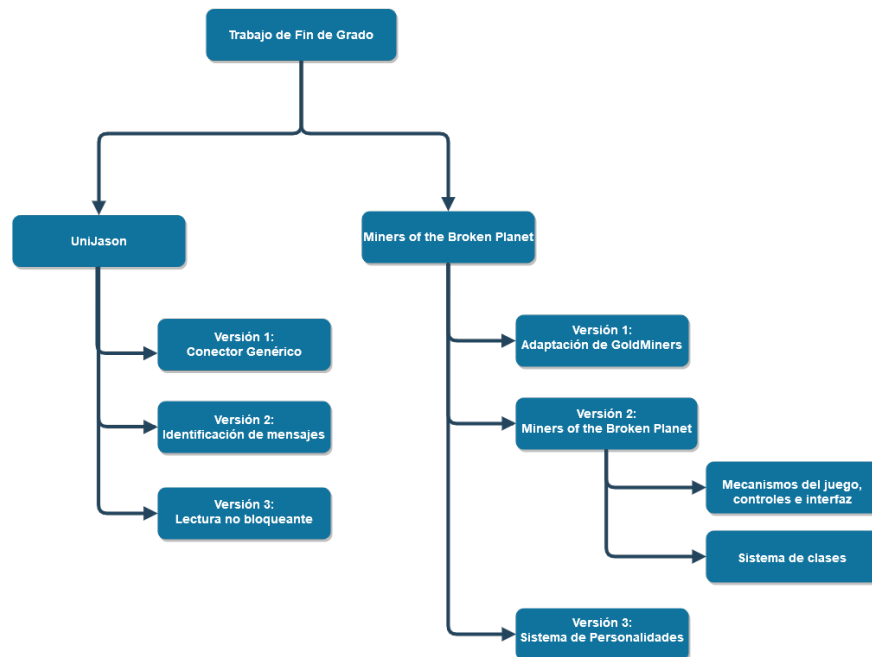 Trabajo de Fin de Grado
UniJason
Miners of the Broken Planet
Versión 1:
Conector Genérico
Versión 2:
Identificación de mensajes
Versión 3:
Lectura no bloqueante
Versión 1:
Adaptación de GoldMiners
Versión 2:
Miners of the Broken Planet
Mecanismos del juego,
controles e interfaz
Sistema de clases
Versión 3:
Sistema de Personalidades